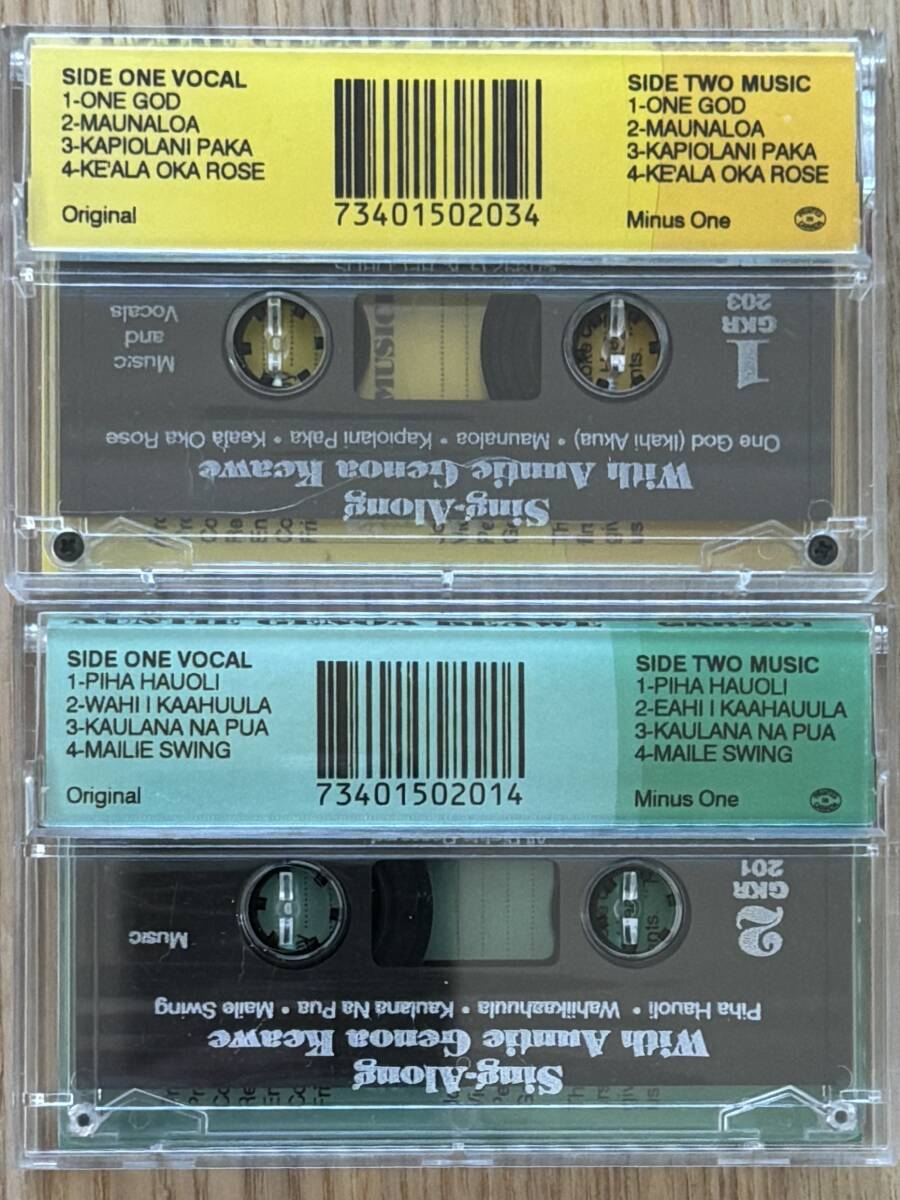 SIDE ONE VOCAL
1-ONE GOD
2-MAUNALOA
3-KAPIOLANI PAKA
4-KE'ALA OKA ROSE
Original
73401502034
SIDE TWO MUSIC
1-ONE GOD
2-MAUNALOA
3-KAPIOLANI PAKA
4-KE'ALA OKA ROSE
Minus One
Sing-Along
With Auntie Genoa Keawe
One God (Ikahi Akua) • Maunaloa • Kapiolani Paka • Keala Oka Rose
1
GKR
203
Music
and
Vocals
MUSIC
SIDE ONE VOCAL
1-PIHA HAUOLI
2-WAHI I KAAHUULA
3-KAULANA NA PUA
4-MAILIE SWING
Original
73401502014
SIDE TWO MUSIC
1-PIHA HAUOLI
2-EAHI I KAAHAUULA
3-KAULANA NA PUA
4-MAILE SWING
Minus One
Sing-Along
With Auntie Genoa Keawe
Piha Hauoli • Wahiikaahuula • Kaulana Na Pua • Maile Swing
2
GKR
201
Music